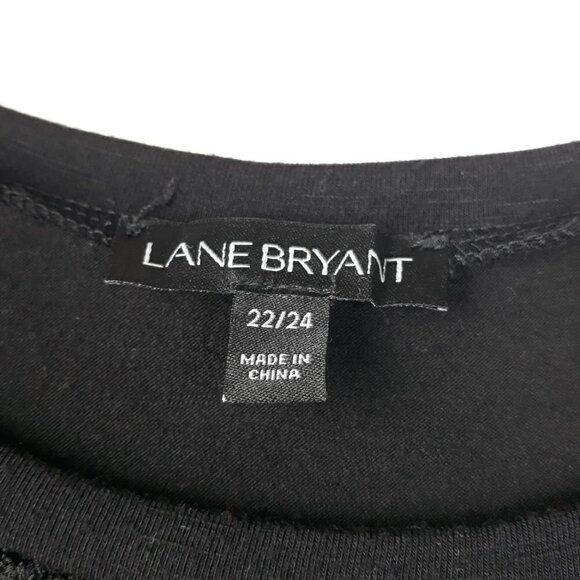 LANE BRYANT
22/24
MADE IN
CHINA